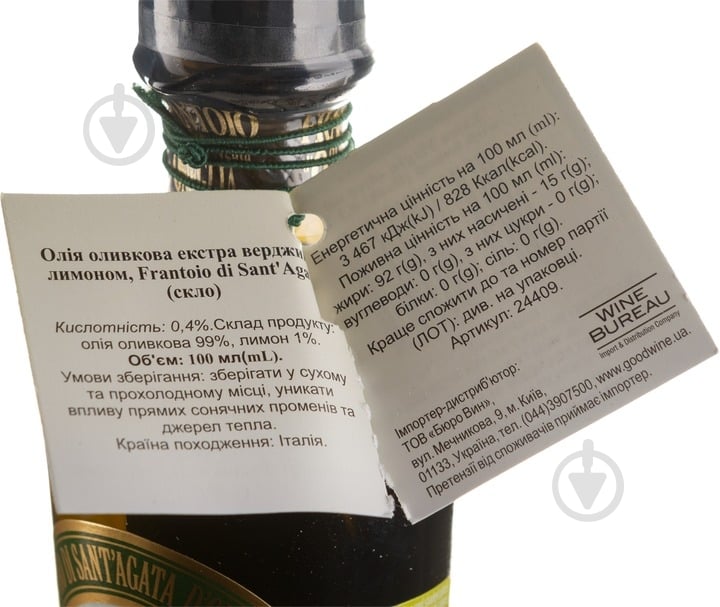 ANTOIO
Олія оливкова екстра
лимоном, Frantoio di Sant'
(скло)
Кислотність: 0,4%.Склад продукту:
олія оливкова 99%, лимон 1%.
Об'єм: 100 мл(mL).
Умови зберігання: зберігати у сухому
та прохолодному місці, уникати
впливу прямих сонячних променів та
джерел тепла.
Країна походження: Італія.
Енергетична цінність на 100 мл (ml):
3 467 кДж(kJ) / 828 Ккал(kcal).
Поживна цінність на 100 мл (ml);
жири: 92 г(g), з них насичені - 15 г(g);
вуглеводи: 0 г(g), з них цукри - 0 г(g);
білки: 0 г(g); сіль: 0 г(g).
Краще спожити до та номер партії
(ЛОТ): див. на упаковці.
Артикул: 24409.
WINE
BUREAU
Import & Distribution Company
Імпортер-дистриб'ютор:
ТОВ «Бюро Вин»,
вул. Мечникова 9, м. Київ,
01133, Україна, тел. (044)3907500, www.goodwine.ua.
Претензії від споживачів приймає імпортер.
DI SANT'AGATA